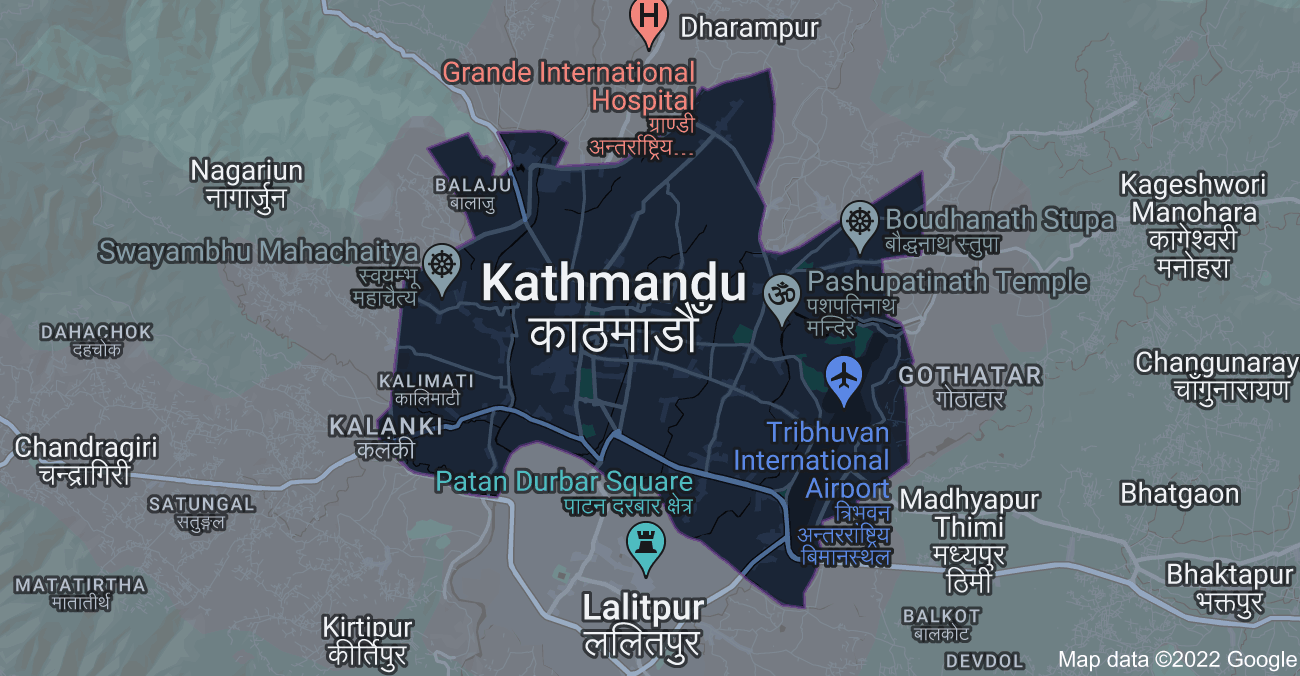 Dharampur
Grande International
Hospital
ग्राण्डी
अन्तर्राष्ट्रिय...
Nagarjun
नागार्जुन
BALAJU
बालाजु
Kageshwori
Manohara
कागेश्वरी
मनोहरा
Boudhanath Stupa
बौद्धनाथ स्तुपा
Swayambhu Mahachaitya
स्वयम्भू
महाचैत्य
Kathmandu
काठमाडौँ
Pashupatinath Temple
पशपतिनाथ
मन्दिर
DAHACHOK
दहचोक
KALIMATI
कालिमाटी
GOTHATAR
गोठाटार
Changunaray
चाँगुनारायण
KALANKI
कलंकी
Chandragiri
चन्द्रागिरी
Tribhuvan
International
Airport
त्रिभवन
अन्तरराष्ट्रिय
बिमानस्थल
Patan Durbar Square
पाटन दरबार क्षेत्र
SATUNGAL
सतुङ्गल
Madhyapur
Thimi
मध्यपुर
ठिमी
Bhatgaon
MATATIRTHA
मातातीर्थ
Bhaktapur
भक्तपुर
Lalitpur
ललितपुर
Kirtipur
कीर्तिपुर
BALKOT
बालकोट
DEVDOL
Map data ©2022 Google